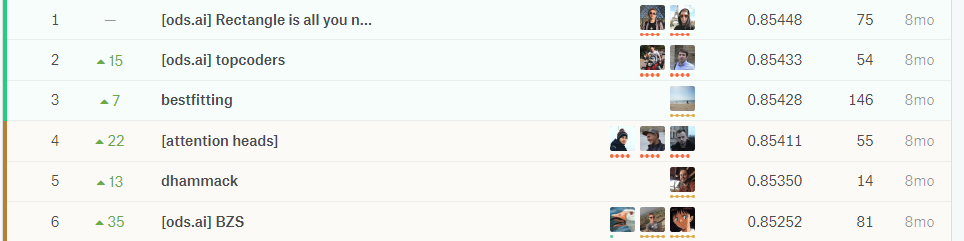 1 — [ods.ai] Rectangle is all you n... 0.85448 75 8mo
2 15 [ods.ai] topcoders 0.85433 54 8mo
3 7 bestfitting 0.85428 146 8mo
4 22 [attention heads] 0.85411 55 8mo
5 13 dhammack 0.85350 14 8mo
6 35 [ods.ai] BZS 0.85252 81 8mo